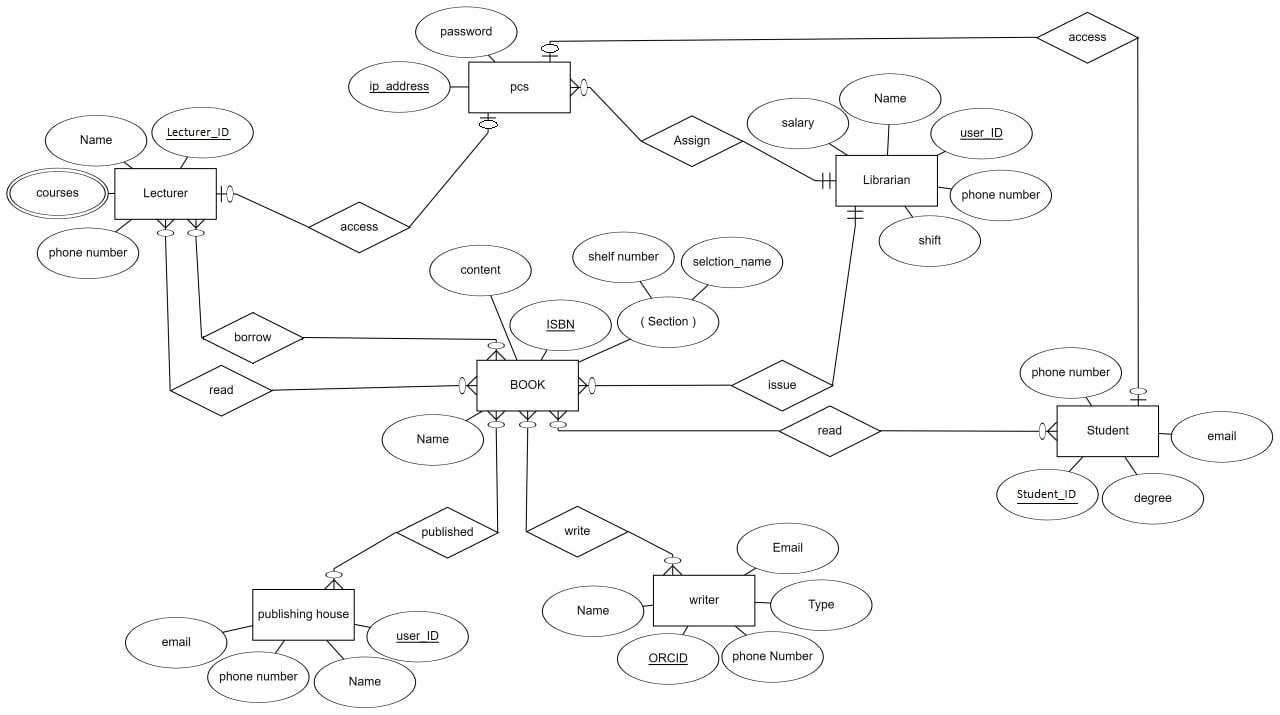 password
access
ip_address
pcs
Name
salary
Name
Lecturer_ID
user_ID
Assign
Lecturer
courses
Librarian
phone number
access
shift
phone number
content
shelf number
selction_name
ISBN
( Section )
borrow
read
BOOK
issue
phone number
Name
read
Student
email
Student_ID
degree
published
write
Email
publishing house
Name
writer
Type
email
user_ID
phone number
Name
ORCID
phone Number